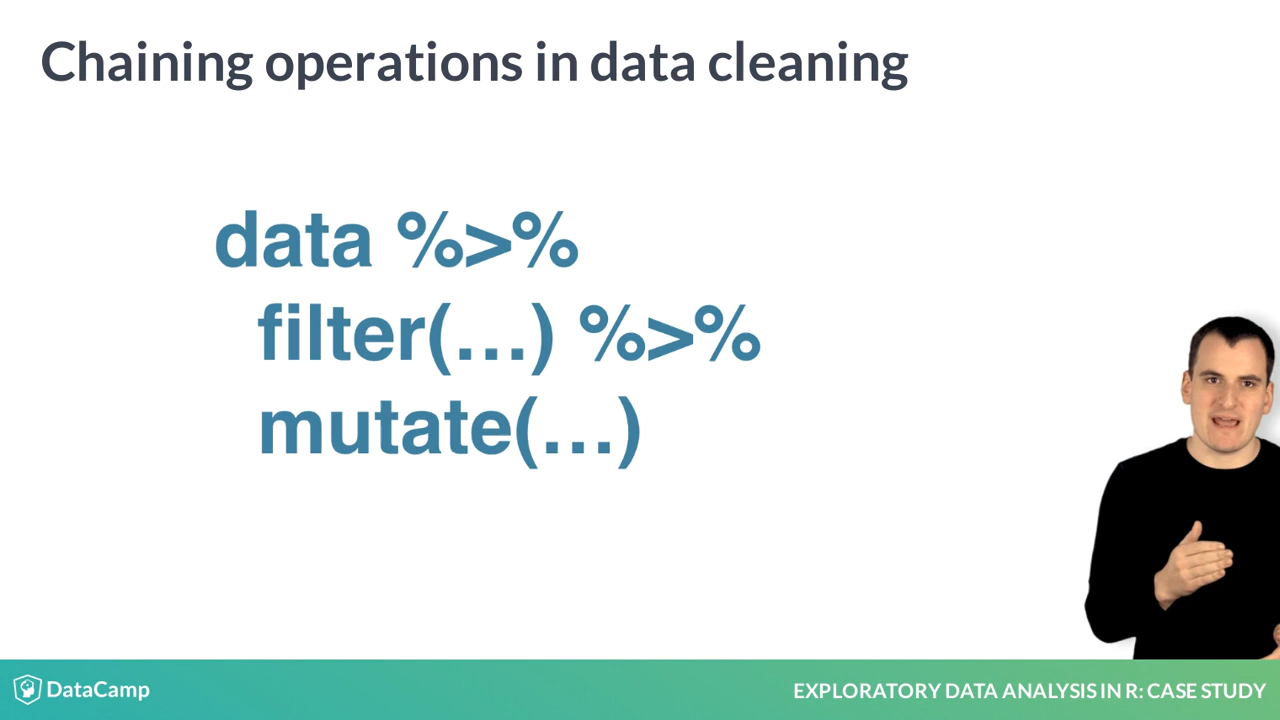 Chaining operations in data cleaning
data %>%
filter(…) %>%
mutate(…)
DataCamp
EXPLORATORY DATA ANALYSIS IN R: CASE STUDY